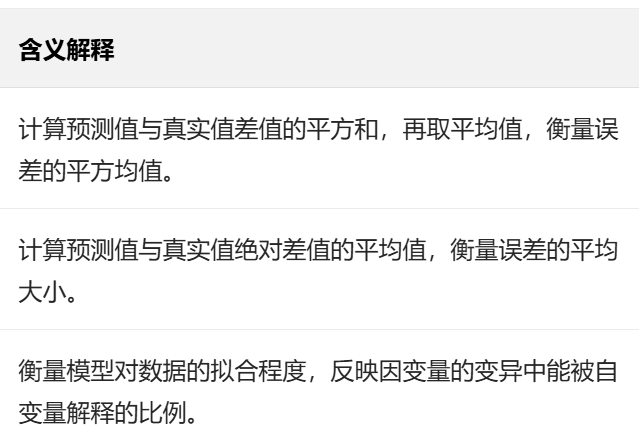 含义解释
计算预测值与真实值差值的平方和，再取平均值，衡量误
差的平方均值。
计算预测值与真实值绝对差值的平均值，衡量误差的平均
大小。
衡量模型对数据的拟合程度，反映因变量的变异中能被自
变量解释的比例。